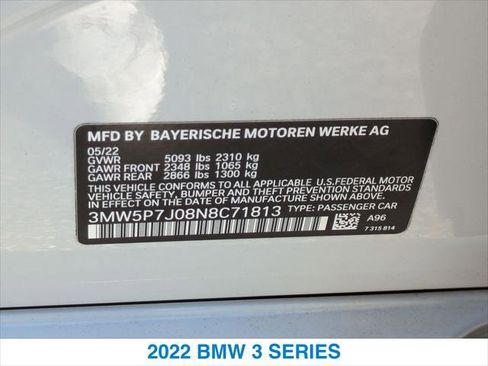 MFD BY BAYERISCHE MOTOREN WERKE AG
05/22
GVWR 5093 lbs 2310 kg
GAWR FRONT 2348 lbs 1065 kg
GAWR REAR 2866 lbs 1300 kg
THIS VEHICLE CONFORMS TO ALL APPLICABLE U.S.FEDERAL MOTOR
VEHICLE SAFETY, BUMPER AND THEFT PREVENTION STANDARDS
IN EFFECT ON THE DATE OF MANUFACTURE SHOWN ABOVE.
3MW5P7J08N8C71813 TYPE: PASSENGER CAR
A96
7 315 814
2022 BMW 3 SERIES